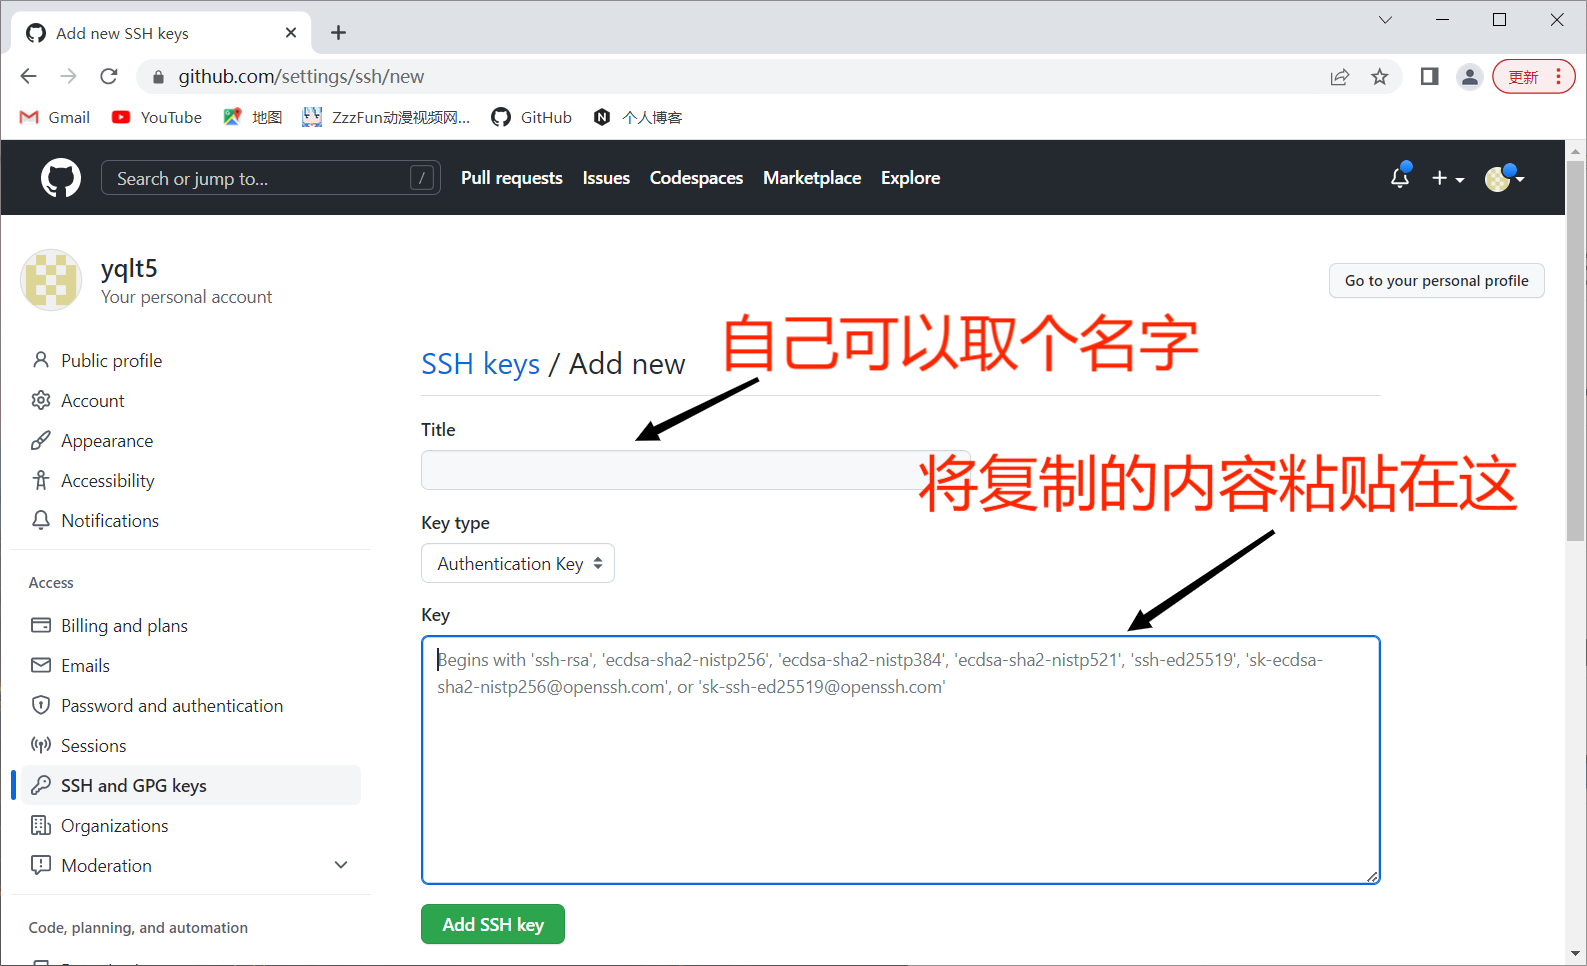 Add new SSH keys
github.com/settings/ssh/new
更新
Gmail
YouTube
地图
ZzzFun动漫视频网...
GitHub
个人博客
Search or jump to...
/
Pull requests
Issues
Codespaces
Marketplace
Explore
yqlt5
Your personal account
Go to your personal profile
Public profile
Account
Appearance
Accessibility
Notifications
Access
Billing and plans
Emails
Password and authentication
Sessions
SSH and GPG keys
Organizations
Moderation
Code, planning, and automation
SSH keys / Add new
自己可以取个名字
Title
将复制的内容粘贴在这
Key type
Authentication Key
Key
Begins with 'ssh-rsa', 'ecdsa-sha2-nistp256', 'ecdsa-sha2-nistp384', 'ecdsa-sha2-nistp521', 'ssh-ed25519', 'sk-ecdsa-
sha2-nistp256@openssh.com', or 'sk-ssh-ed25519@openssh.com'
Add SSH key